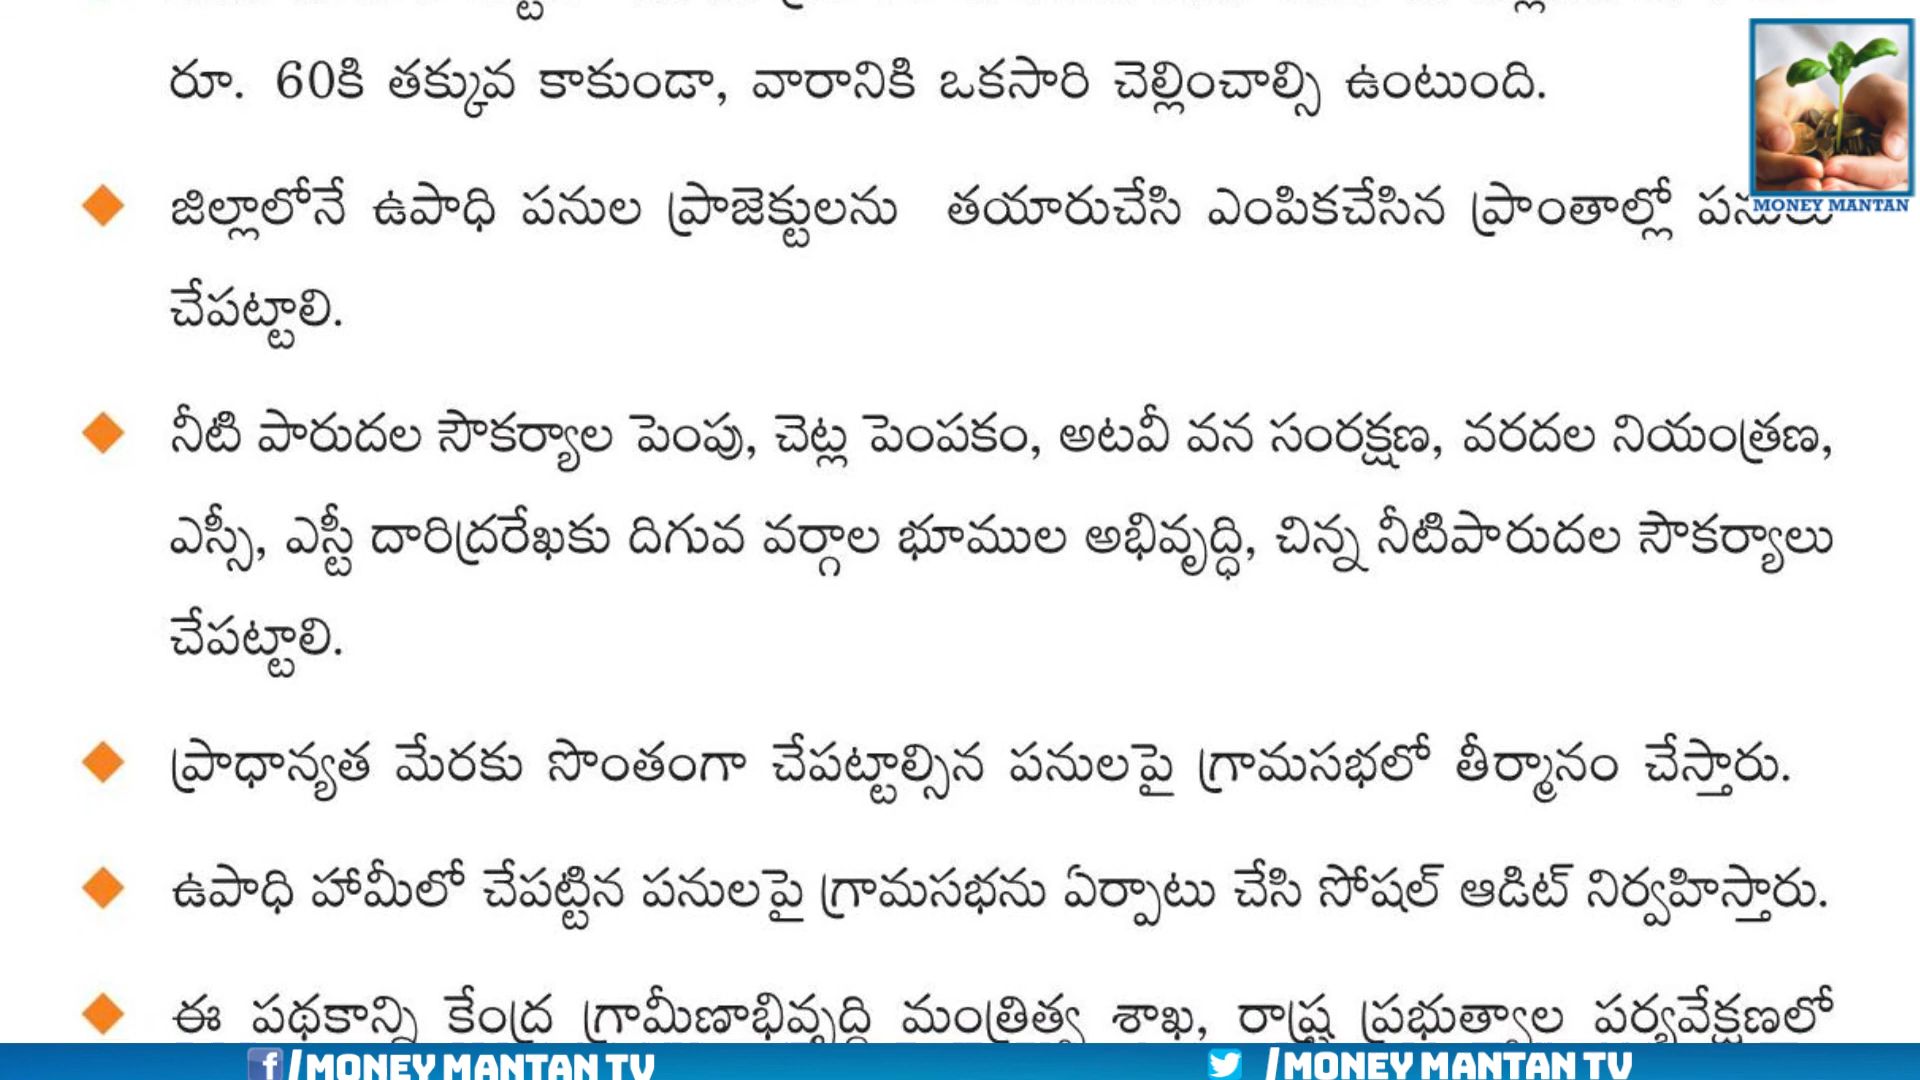 రూ. 60కి తక్కువ కాకుండా, వారానికి ఒకసారి చెల్లించాల్సి ఉంటుంది.
MONEY MANTAN
జిల్లాలోనే ఉపాధి పనుల ప్రాజెక్టులను తయారుచేసి ఎంపికచేసిన ప్రాంతాల్లో
చేపట్టాలి.
నీటి పారుదల సౌకర్యాల పెంపు, చెట్ల పెంపకం, అటవీ వన సంరక్షణ, వరదల నియంత్రణ,
ఎస్సీ, ఎస్టీ దారిద్రరేఖకు దిగువ వర్గాల భూముల అభివృద్ధి, చిన్న నీటిపారుదల సౌకర్యాలు
చేపట్టాలి.
ప్రాధాన్యత మేరకు సొంతంగా చేపట్టాల్సిన పనులపై గ్రామసభలో తీర్మానం చేస్తారు.
ఉపాధి హామీలో చేపట్టిన పనులపై గ్రామసభను ఏర్పాటు చేసి సోషల్ ఆడిట్ నిర్వహిస్తారు.
ఈ పథకాన్ని కేంద్ర గ్రామీణాభివృద్ధి మంత్రిత్వ శాఖ, రాష్ట్ర ప్రభుత్వాల పర్యవేక్షణలో
/MONEY MANTAN TV /MONEY MANTAN TV